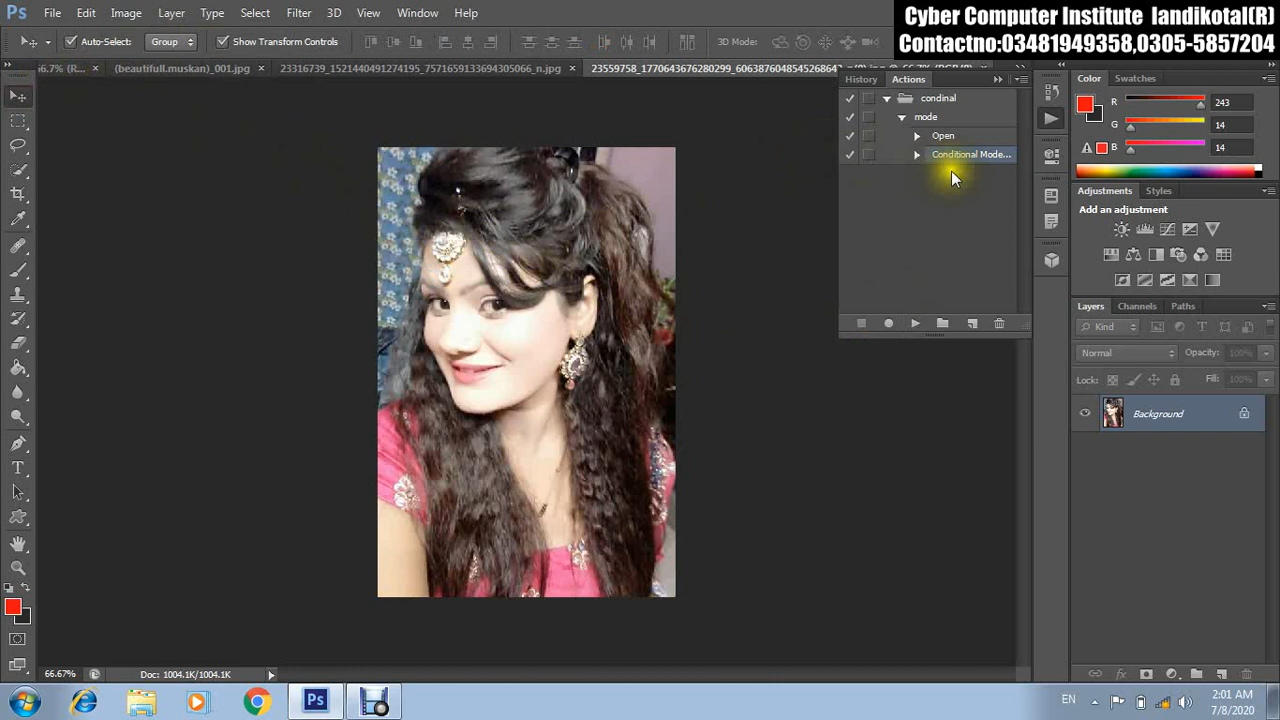 Cyber Computer Institute landikotal(R)
Contactno:03481949358,0305-5857204
Ps File Edit Image Layer Type Select Filter 3D View Window Help
Auto-Select: Group Show Transform Controls 3D Mode:
66.7% (R... × (beautifull.muskan)_001.jpg × 23316739_1521440491274195_757165913394305066_n.jpg ×
History Actions
condinal
mode
Open
Conditional Mode...
Color Swatches
R 243
G 14
B 14
Adjustments Styles
Add an adjustment
Layers Channels Paths
Kind
Normal Opacity: 100%
Lock: Fill: 100%
Background
66.67% Doc: 1004.1K/1004.1K
Ps EN 2:01 AM
7/8/2020